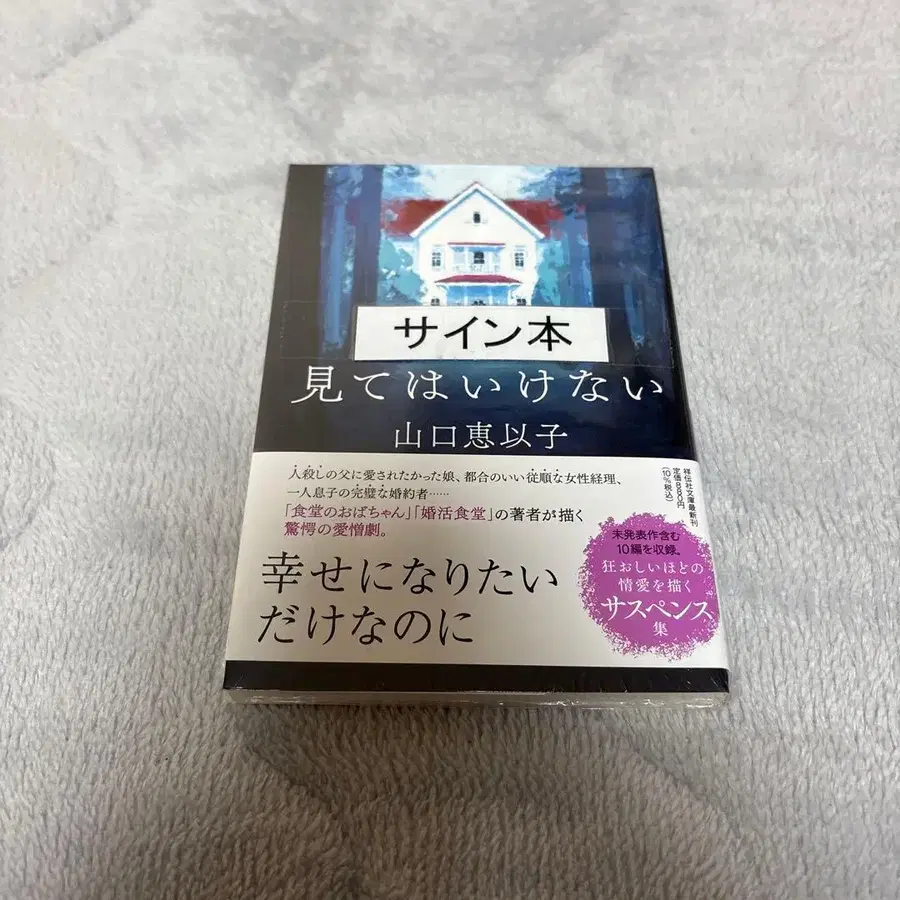 サイン本
見てはいけない
山口恵以子
人殺しの父に愛されたかった娘、都合のいい従順な女性経理、
一人息子の完璧な婚約者……
「食堂のおばちゃん」「婚活食堂」の著者が描く
驚愕の愛憎劇。
幸せになりたい
だけなのに
祥伝社文庫最新刊
定価880円
(10%税込)
未発表作含む
10編を収録。
狂おしいほどの
情愛を描く
サスペンス
集